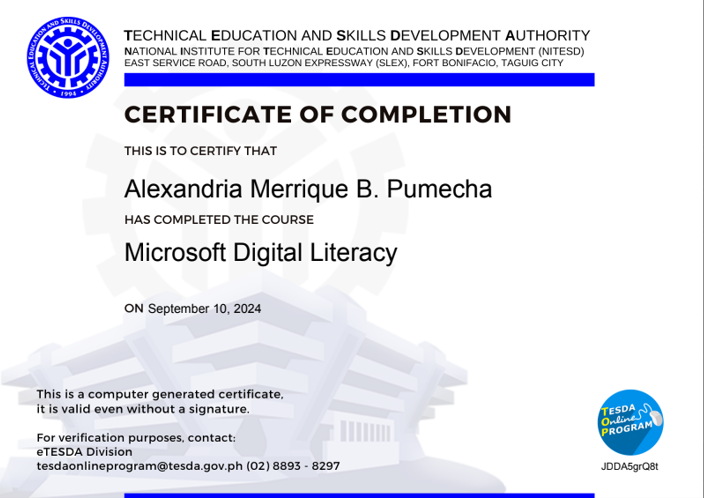 TECHNICAL EDUCATION AND SKILLS DEVELOPMENT AUTHORITY
NATIONAL INSTITUTE FOR TECHNICAL EDUCATION AND SKILLS DEVELOPMENT (NITESD)
EAST SERVICE ROAD, SOUTH LUZON EXPRESSWAY (SLEX), FORT BONIFACIO, TAGUIG CITY
TECHNICAL EDUCATION AND SKILLS DEVELOPMENT AUTHORITY
• 1994 •
CERTIFICATE OF COMPLETION
THIS IS TO CERTIFY THAT
Alexandria Merrique B. Pumecha
HAS COMPLETED THE COURSE
Microsoft Digital Literacy
ON September 10, 2024
This is a computer generated certificate,
it is valid even without a signature.
For verification purposes, contact:
eTESDA Division
tesdaonlineprogram@tesda.gov.ph (02) 8893 - 8297
TESDA
Online
PROGRAM
JDDA5grQ8t